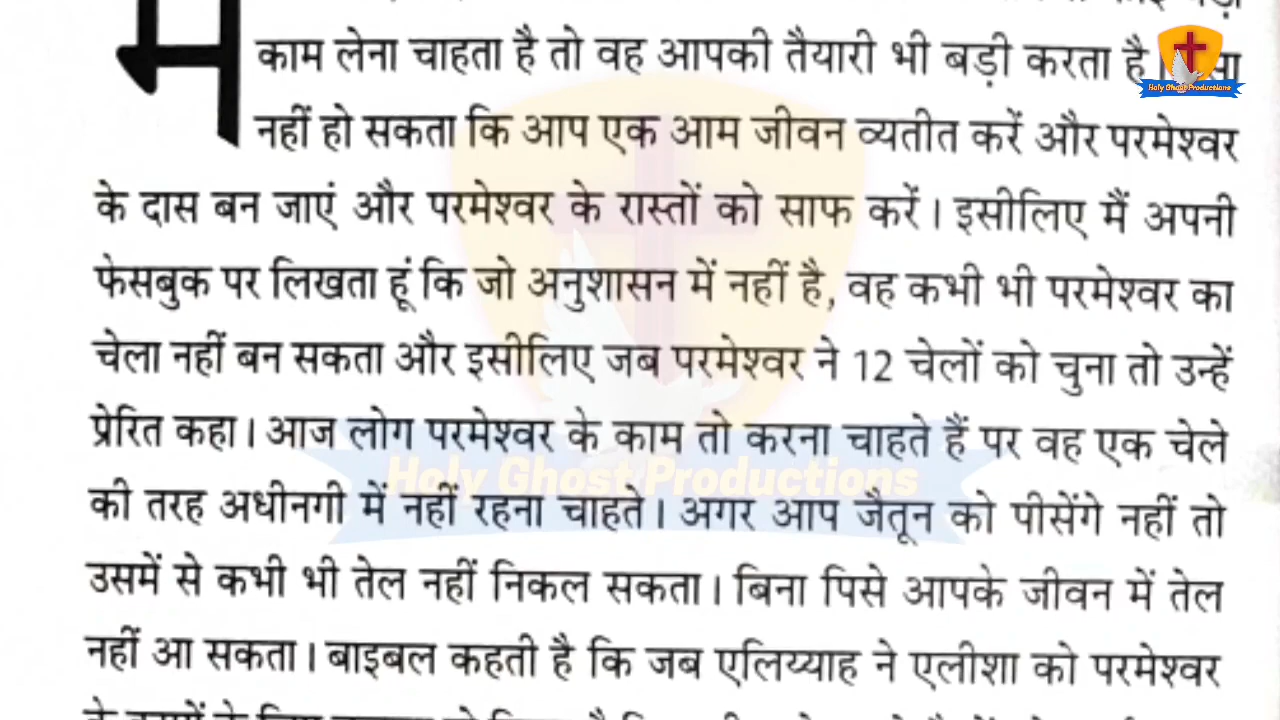 काम लेना चाहता है तो वह आपकी तैयारी भी बड़ी करता है।
नहीं हो सकता कि आप एक आम जीवन व्यतीत करें और परमेश्वर
के दास बन जाएं और परमेश्वर के रास्तों को साफ करें। इसीलिए मैं अपनी
फेसबुक पर लिखता हूं कि जो अनुशासन में नहीं है, वह कभी भी परमेश्वर का
चेला नहीं बन सकता और इसीलिए जब परमेश्वर ने 12 चेलों को चुना तो उन्हें
प्रेरित कहा। आज लोग परमेश्वर के काम तो करना चाहते हैं पर वह एक चेले
की तरह अधीनगी में नहीं रहना चाहते। अगर आप जैतून को पीसेंगे नहीं तो
उसमें से कभी भी तेल नहीं निकल सकता। बिना पिसे आपके जीवन में तेल
नहीं आ सकता। बाइबल कहती है कि जब एलिय्याह ने एलीशा को परमेश्वर
Holy Ghost Productions
Holy Ghost Productions